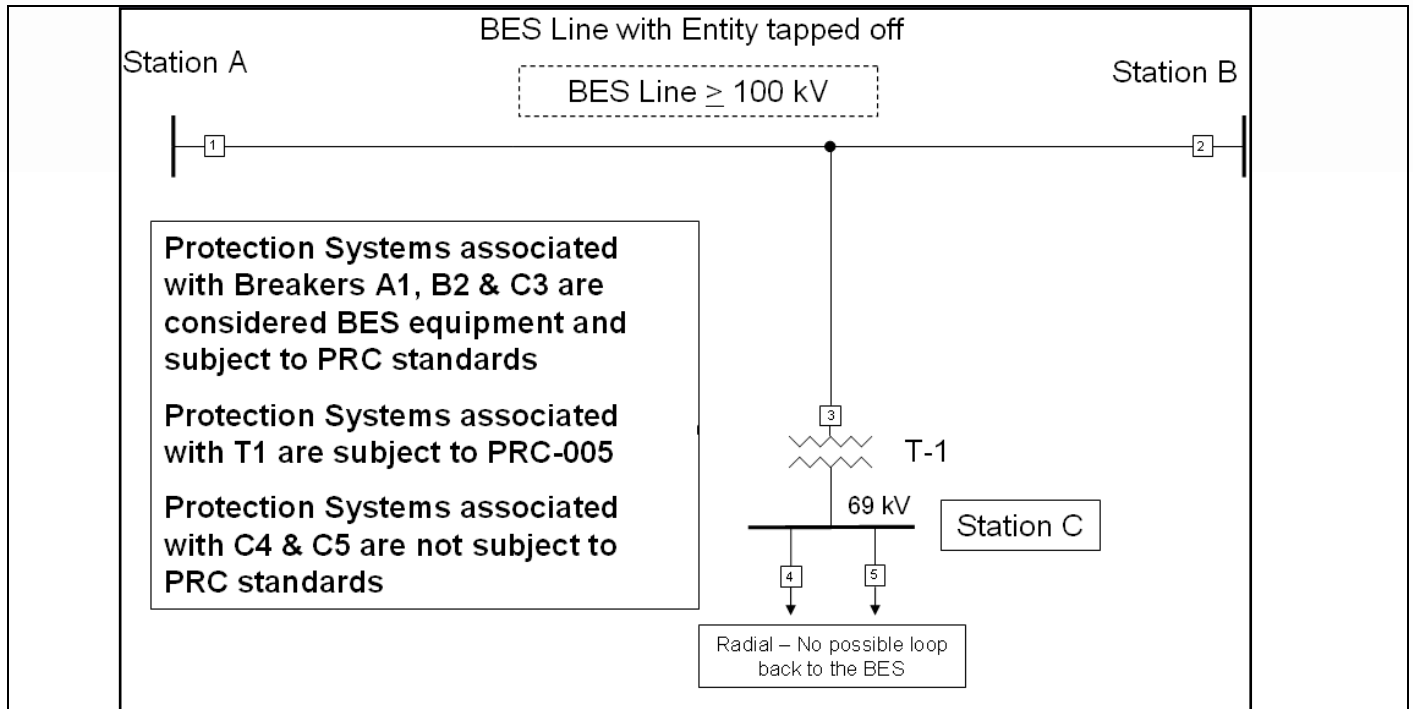 BES Line with Entity tapped off
Station A
BES Line ≥ 100 kV
Station B
1
2
Protection Systems associated
with Breakers A1, B2 & C3 are
considered BES equipment and
subject to PRC standards
Protection Systems associated
with T1 are subject to PRC-005
Protection Systems associated
with C4 & C5 are not subject to
PRC standards
3
T-1
69 kV
Station C
4
5
Radial – No possible loop
back to the BES